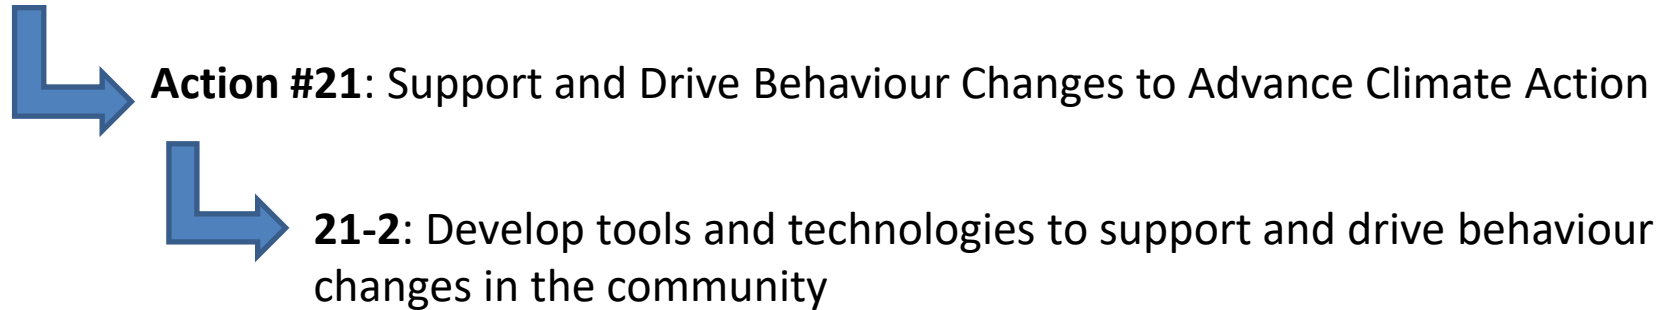 Action #21: Support and Drive Behaviour Changes to Advance Climate Action
21-2: Develop tools and technologies to support and drive behaviour
changes in the community